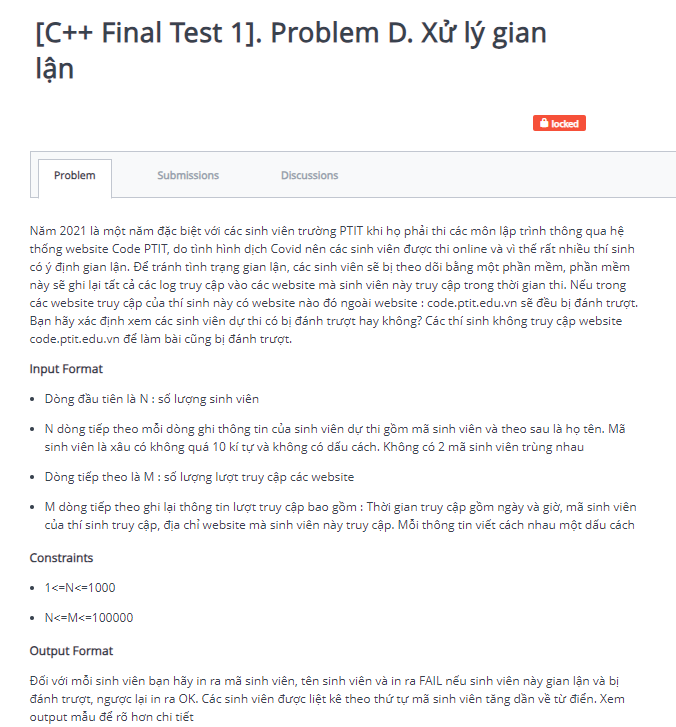 [C++ Final Test 1]. Problem D. Xử lý gian
lận
locked
Problem Submissions Discussions
Năm 2021 là một năm đặc biệt với các sinh viên trường PTIT khi họ phải thi các môn lập trình thông qua hệ
thống website Code PTIT, do tình hình dịch Covid nên các sinh viên được thi online và vì thế rất nhiều thí sinh
có ý định gian lận. Để tránh tình trạng gian lận, các sinh viên sẽ bị theo dõi bằng một phần mềm, phần mềm
này sẽ ghi lại tất cả các log truy cập vào các website mà sinh viên này truy cập trong thời gian thi. Nếu trong
các website truy cập của thí sinh này có website nào đó ngoài website : code.ptit.edu.vn sẽ đều bị đánh trượt.
Bạn hãy xác định xem các sinh viên dự thi có bị đánh trượt hay không? Các thí sinh không truy cập website
code.ptit.edu.vn để làm bài cũng bị đánh trượt.
Input Format
• Dòng đầu tiên là N : số lượng sinh viên
• N dòng tiếp theo mỗi dòng ghi thông tin của sinh viên dự thi gồm mã sinh viên và theo sau là họ tên. Mã
sinh viên là xâu có không quá 10 kí tự và không có dấu cách. Không có 2 mã sinh viên trùng nhau
• Dòng tiếp theo là M : số lượng lượt truy cập các website
• M dòng tiếp theo ghi lại thông tin lượt truy cập bao gồm : Thời gian truy cập gồm ngày và giờ, mã sinh viên
của thí sinh truy cập, địa chỉ website mà sinh viên này truy cập. Mỗi thông tin viết cách nhau một dấu cách
Constraints
• 1<=N<=1000
• N<=M<=100000
Output Format
Đối với mỗi sinh viên bạn hãy in ra mã sinh viên, tên sinh viên và in ra FAIL nếu sinh viên này gian lận và bị
đánh trượt, ngược lại in ra OK. Các sinh viên được liệt kê theo thứ tự mã sinh viên tăng dần về từ điển. Xem
output mẫu để rõ hơn chi tiết